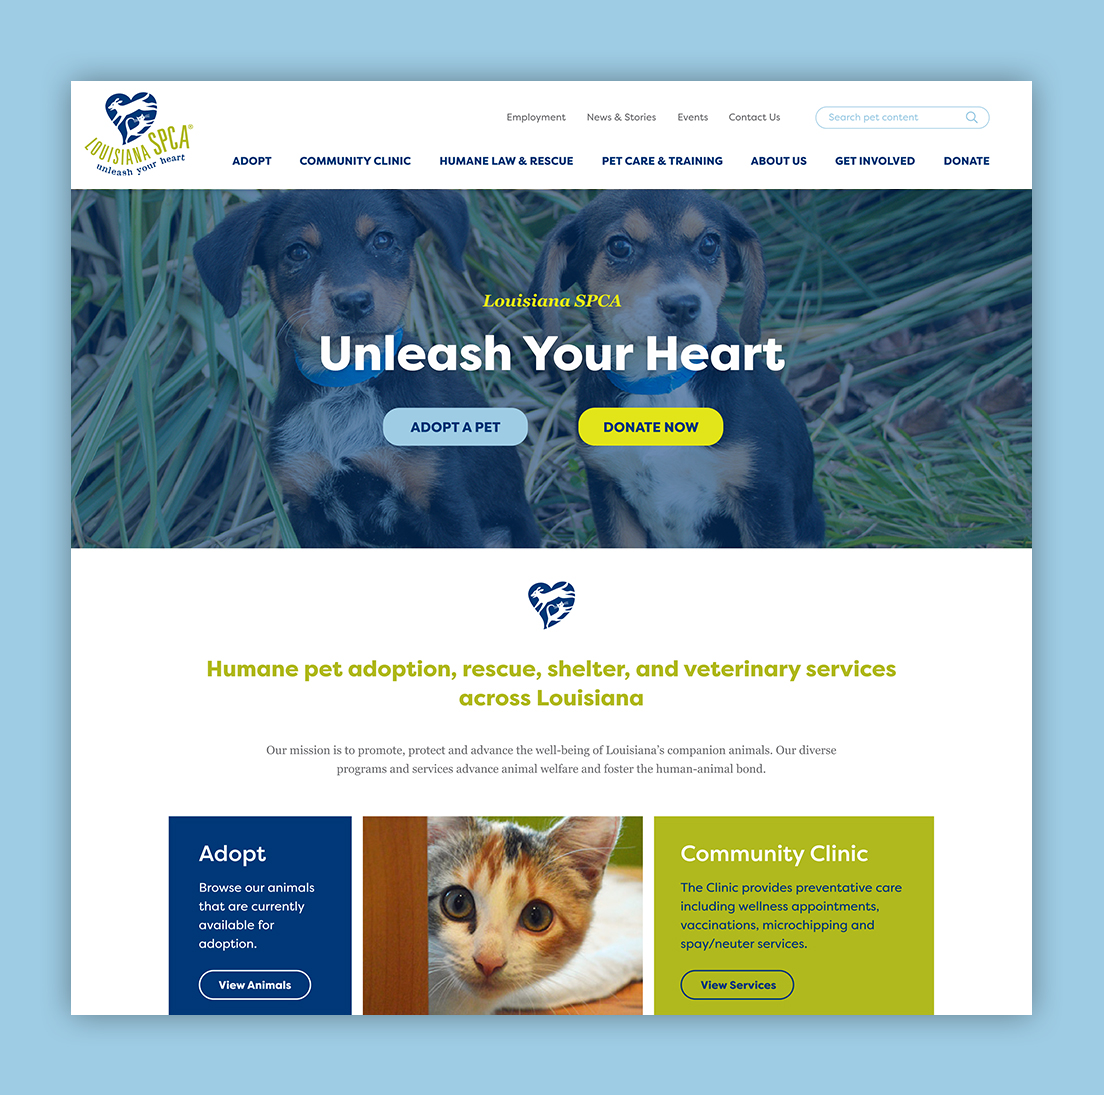 LOUISIANA SPCA®
unleash your heart
Employment
News & Stories
Events
Contact Us
Search pet content
ADOPT
COMMUNITY CLINIC
HUMANE LAW & RESCUE
PET CARE & TRAINING
ABOUT US
GET INVOLVED
DONATE
Louisiana SPCA
Unleash Your Heart
ADOPT A PET
DONATE NOW
Humane pet adoption, rescue, shelter, and veterinary services
across Louisiana
Our mission is to promote, protect and advance the well-being of Louisiana’s companion animals. Our diverse
programs and services advance animal welfare and foster the human-animal bond.
Adopt
Browse our animals
that are currently
available for
adoption.
View Animals
Community Clinic
The Clinic provides preventative care
including wellness appointments,
vaccinations, microchipping and
spay/neuter services.
View Services